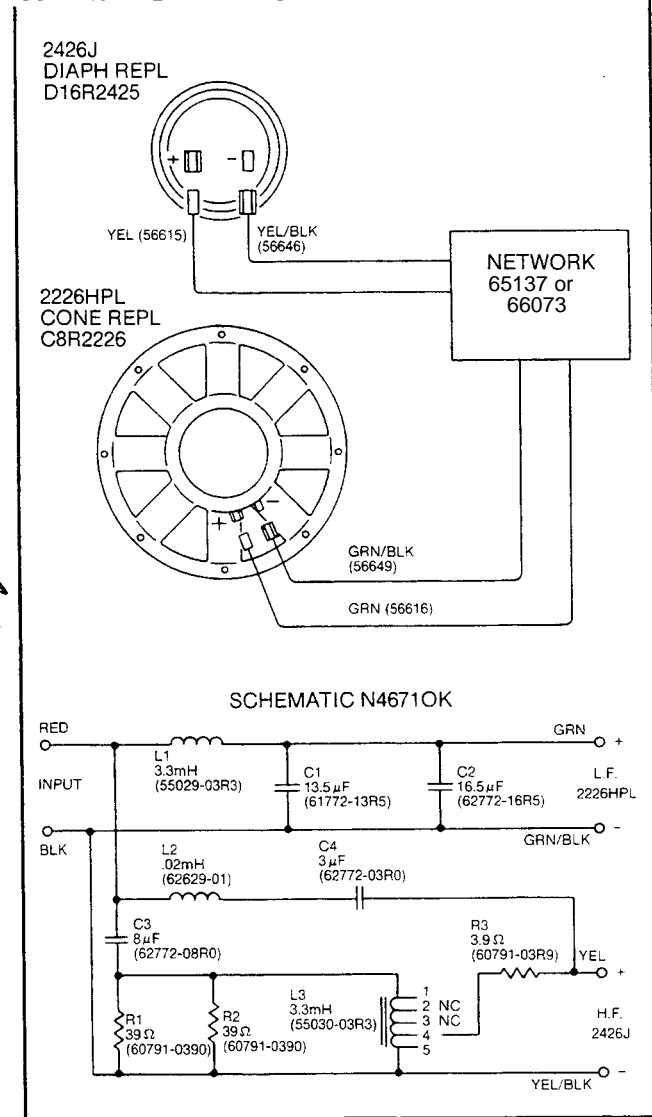 2426J
DIAPH REPL
D16R2425
+
-
YEL (56615)
YEL/BLK
(56646)
NETWORK
65137 or
66073
2226HPL
CONE REPL
C8R2226
+
-
GRN/BLK
(56649)
GRN (56616)
SCHEMATIC N4671OK
RED
GRN
+
L1
3.3mH
(55029-03R3)
INPUT
C1
13.5µF
(61772-13R5)
C2
16.5µF
(62772-16R5)
L.F.
2226HPL
BLK
GRN/BLK
-
L2
.02mH
(62629-01)
C4
3µF
(62772-03R0)
C3
8µF
(62772-08R0)
R3
3.9Ω
(60791-03R9)
YEL
+
R1
39Ω
(60791-0390)
R2
39Ω
(60791-0390)
L3
3.3mH
(55030-03R3)
1
2 NC
3 NC
4
5
H.F.
2426J
YEL/BLK
-